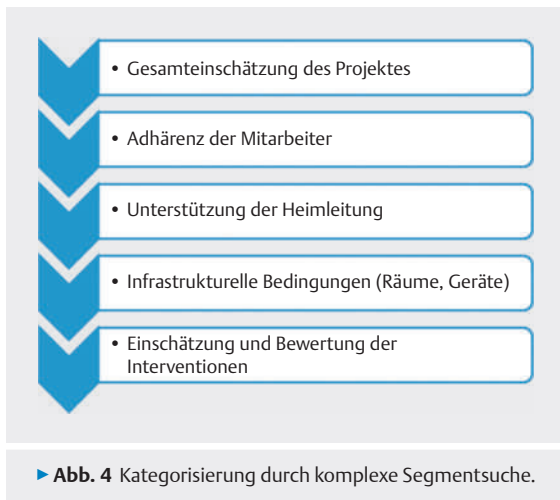 • Gesamteinschätzung des Projektes
• Adhärenz der Mitarbeiter
• Unterstützung der Heimleitung
• Infrastrukturelle Bedingungen (Räume, Geräte)
• Einschätzung und Bewertung der
Interventionen
▶ Abb. 4 Kategorisierung durch komplexe Segmentsuche.